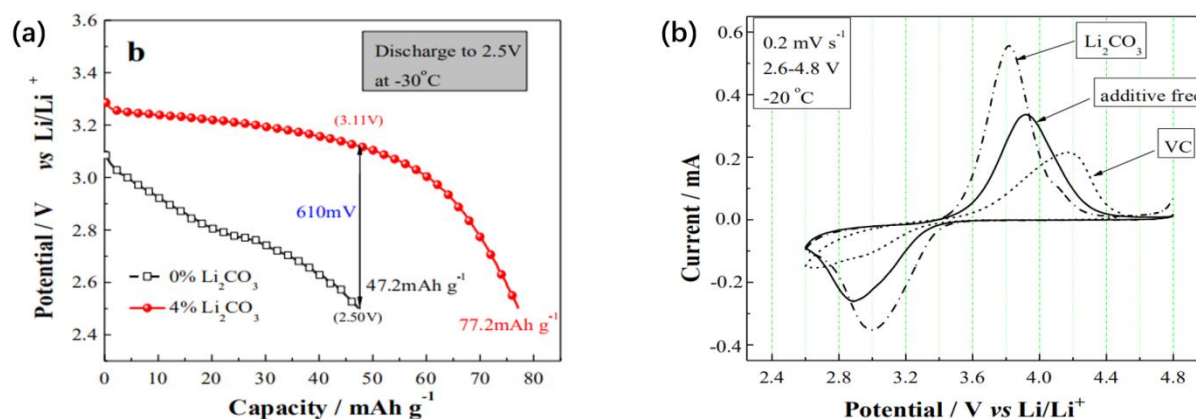 (a)
b
Discharge to 2.5V
at -30°C
(3.11V)
610mV
47.2mAh g⁻¹
(2.50V)
77.2mAh g⁻¹
0% Li₂CO₃
4% Li₂CO₃
Potential / V vs Li/Li⁺
3.6
3.4
3.2
3.0
2.8
2.6
2.4
0 10 20 30 40 50 60 70 80
Capacity / mAh g⁻¹
(b)
0.2 mV s⁻¹
2.6-4.8 V
-20 °C
Li₂CO₃
additive free
VC
Current / mA
0.6
0.4
0.2
0.0
-0.2
-0.4
2.4 2.8 3.2 3.6 4.0 4.4 4.8
Potential / V vs Li/Li⁺